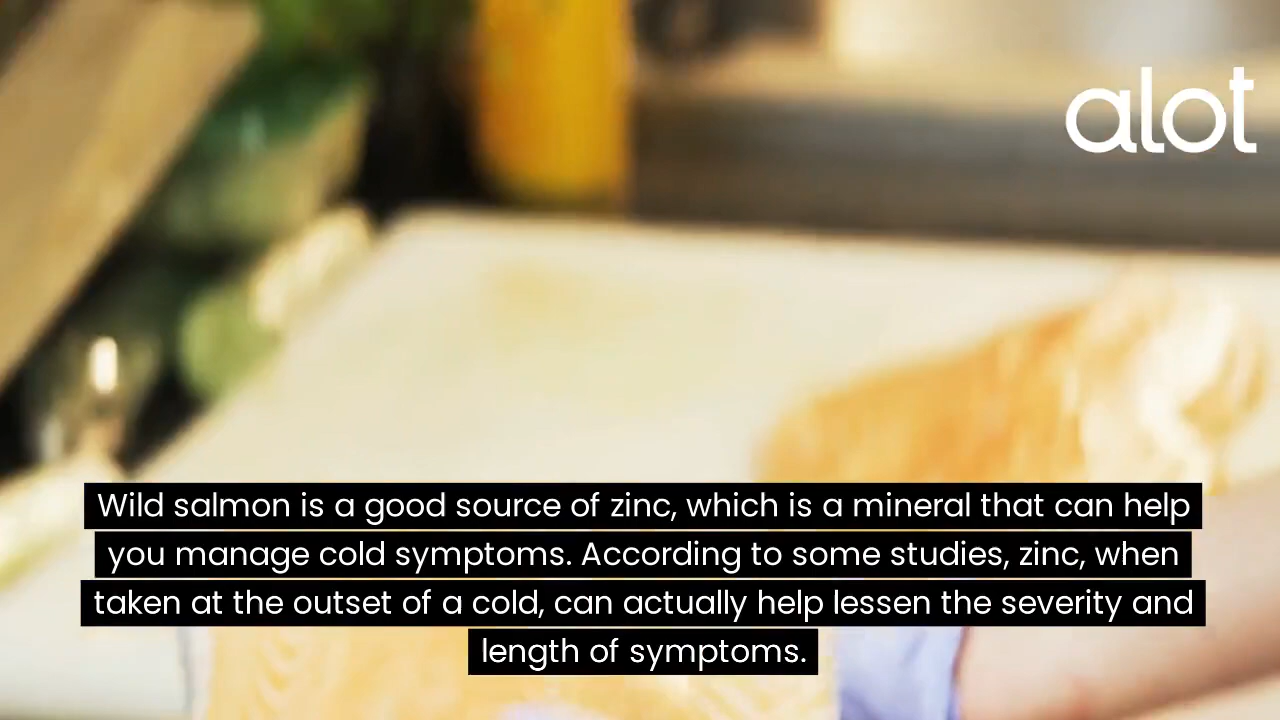 alot
Wild salmon is a good source of zinc, which is a mineral that can help
you manage cold symptoms. According to some studies, zinc, when
taken at the outset of a cold, can actually help lessen the severity and
length of symptoms.